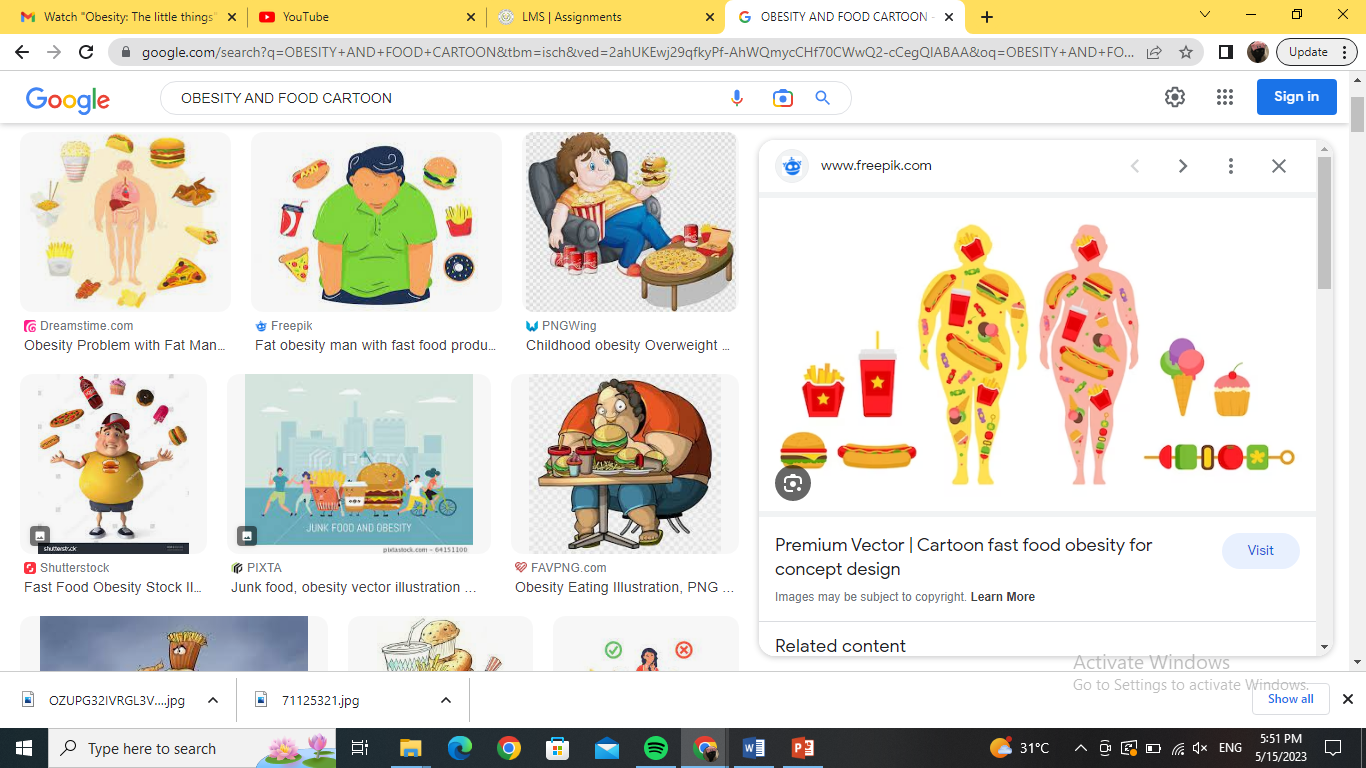 Watch "Obesity: The little things"
YouTube
LMS | Assignments
OBESITY AND FOOD CARTOON -
google.com/search?q=OBESITY+AND+FOOD+CARTOON&tbm=isch&ved=2ahUKEwj29qfkyPf-AhWQmycCHf70CWwQ2-cCegQIABAA&oq=OBESITY+AND+FO...
Update
Google
OBESITY AND FOOD CARTOON
Sign in
www.freepik.com
Dreamstime.com
Obesity Problem with Fat Man...
Freepik
Fat obesity man with fast food produ...
PNGWing
Childhood obesity Overweight ...
PIXTA
JUNK FOOD AND OBESITY
pixtastock.com - 64151100
shutterstock
Shutterstock
Fast Food Obesity Stock Il...
PIXTA
Junk food, obesity vector illustration ...
FAVPNG.com
Obesity Eating Illustration, PNG ...
Premium Vector | Cartoon fast food obesity for
concept design
Visit
Images may be subject to copyright. Learn More
Related content
Activate Windows
Go to Settings to activate Windows.
OZUPG32IVRGL3V....jpg
71125321.jpg
Show all
Type here to search
31°C
ENG
5:51 PM
5/15/2023